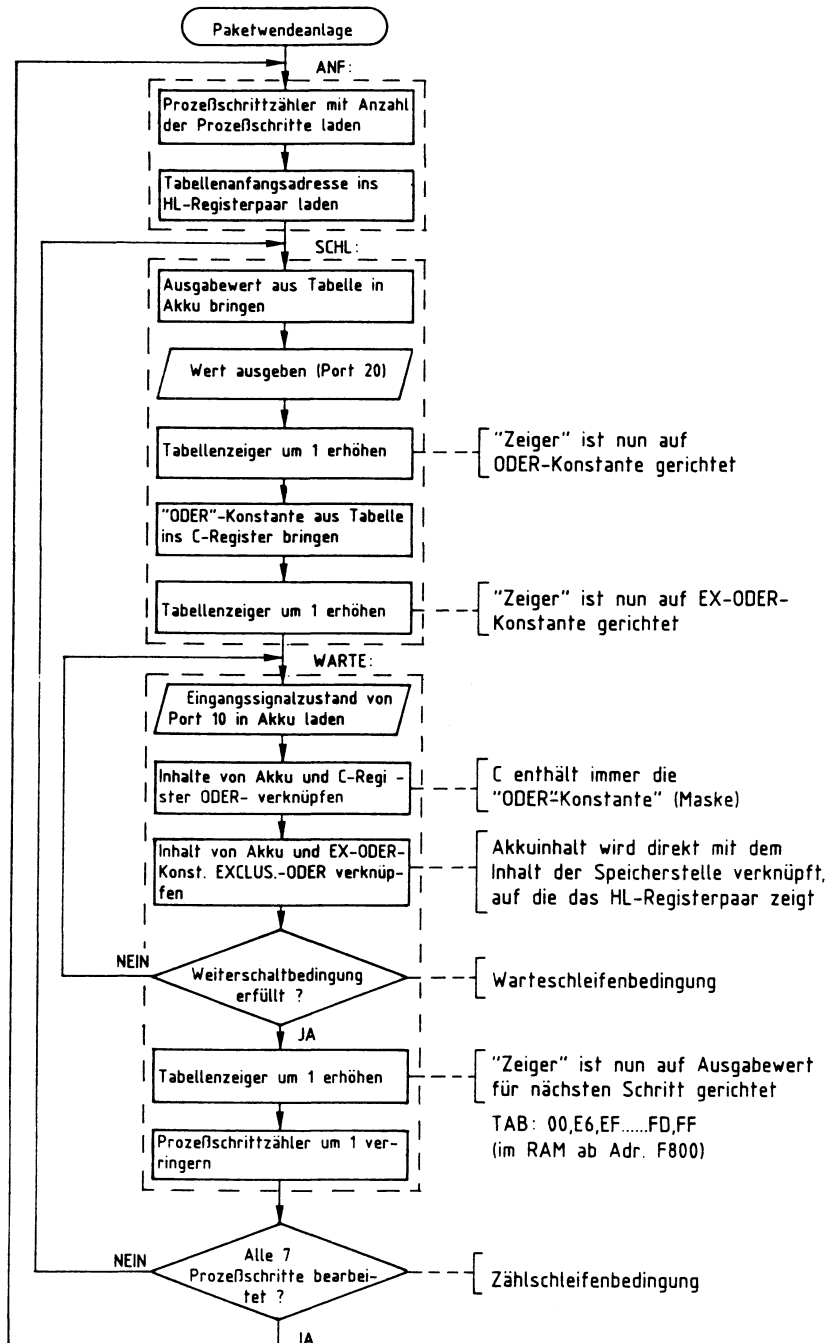 Paketwendeanlage
ANF:
Prozeßschrittzähler mit Anzahl
der Prozeßschritte laden
Tabellenanfangsadresse ins
HL-Registerpaar laden
SCHL:
Ausgabewert aus Tabelle in
Akku bringen
Wert ausgeben (Port 20)
Tabellenzeiger um 1 erhöhen
"Zeiger" ist nun auf
ODER-Konstante gerichtet
"ODER"-Konstante aus Tabelle
ins C-Register bringen
Tabellenzeiger um 1 erhöhen
"Zeiger" ist nun auf EX-ODER-
Konstante gerichtet
WARTE:
Eingangssignalzustand von
Port 10 in Akku laden
Inhalte von Akku und C-Regi -
ster ODER- verknüpfen
C enthält immer die
"ODER"-Konstante" (Maske)
Inhalt von Akku und EX-ODER-
Konst. EXCLUS.-ODER verknüp-
fen
Akkuinhalt wird direkt mit dem
Inhalt der Speicherstelle verknüpft,
auf die das HL-Registerpaar zeigt
NEIN
Weiterschaltbedingung
erfüllt ?
Warteschleifenbedingung
JA
Tabellenzeiger um 1 erhöhen
"Zeiger" ist nun auf Ausgabewert
für nächsten Schritt gerichtet
TAB: 00,E6,EF......FD,FF
(im RAM ab Adr. F800)
Prozeßschrittzähler um 1 ver-
ringern
NEIN
Alle 7
Prozeßschritte bearbei-
tet ?
Zählschleifenbedingung
JA